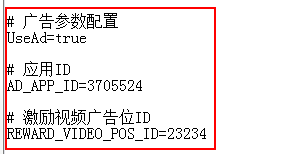 # 广告参数配置
UseAd=true
# 应用ID
AD_APP_ID=3705524
# 激励视频广告位ID
REWARD_VIDEO_POS_ID=23234